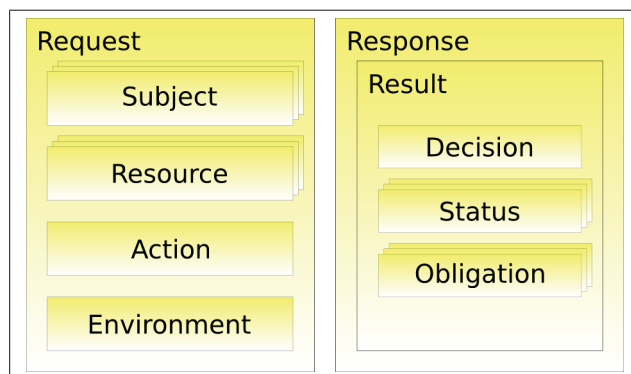 Request
Subject
Resource
Action
Environment
Response
Result
Decision
Status
Obligation